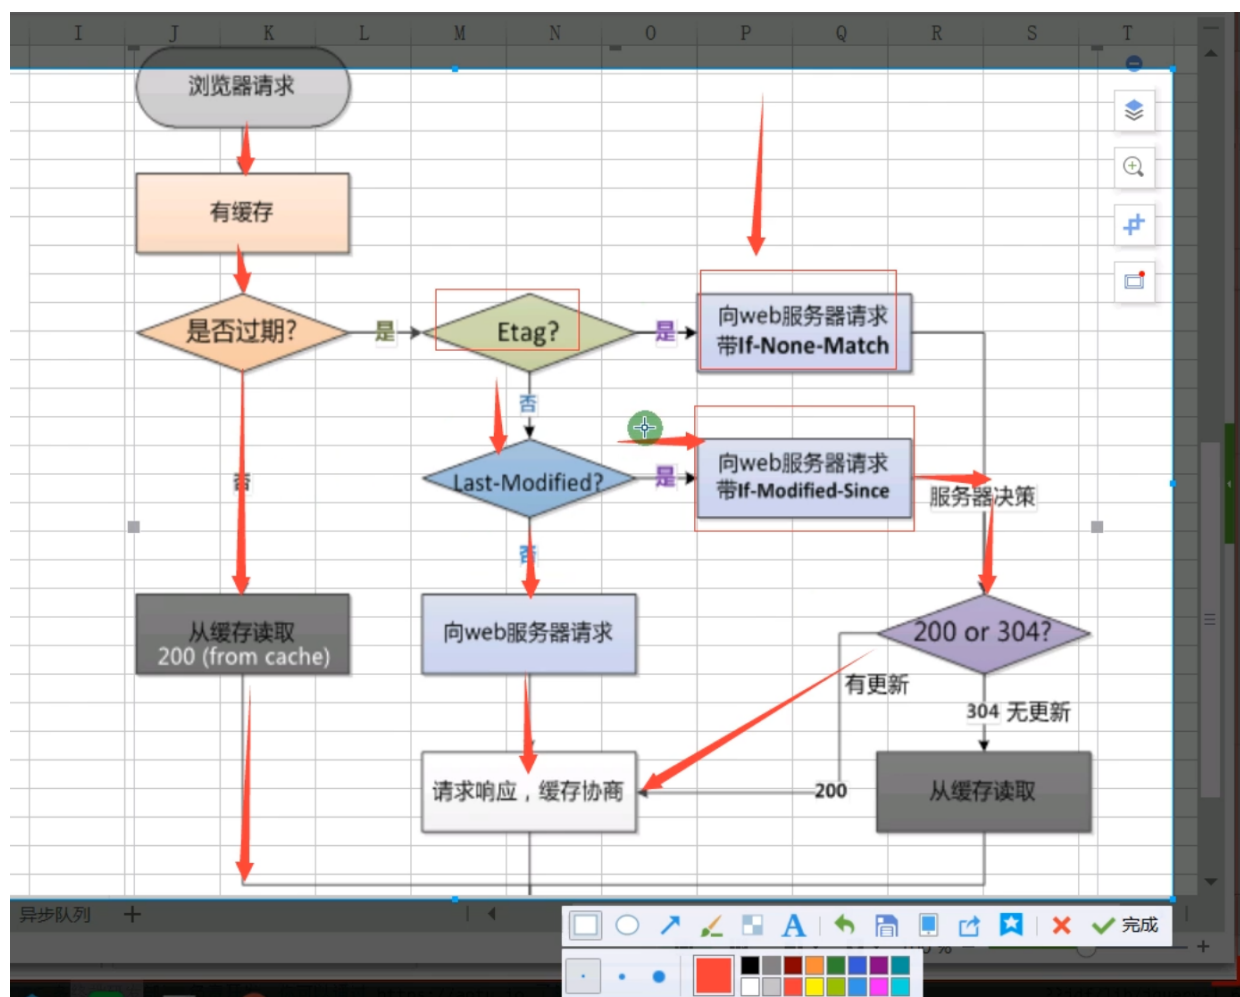 I J K L M N O P Q R S T
浏览器请求
有缓存
是否过期?
是
Etag?
是
向web服务器请求
带If-None-Match
否
Last-Modified?
是
向web服务器请求
带If-Modified-Since
服务器决策
否
否
从缓存读取
200 (from cache)
向web服务器请求
200 or 304?
有更新
304 无更新
请求响应，缓存协商
200
从缓存读取
异步队列
A
完成